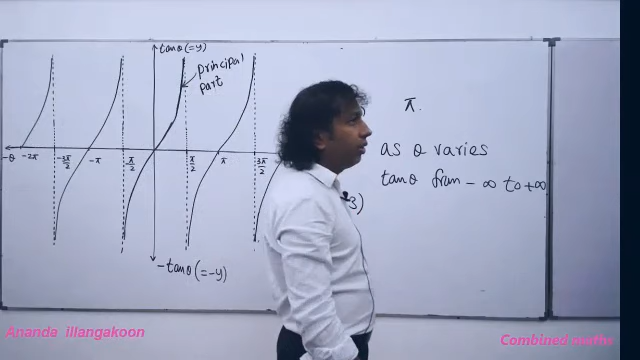 tanθ(=y)
principal
part
-θ -2π -3π/2 -π π/2 π/2 π 3π/2
-tanθ(=-y)
π.
as θ varies
tanθ from -∞ to +∞
3)
Ananda illangakoon
Combined maths